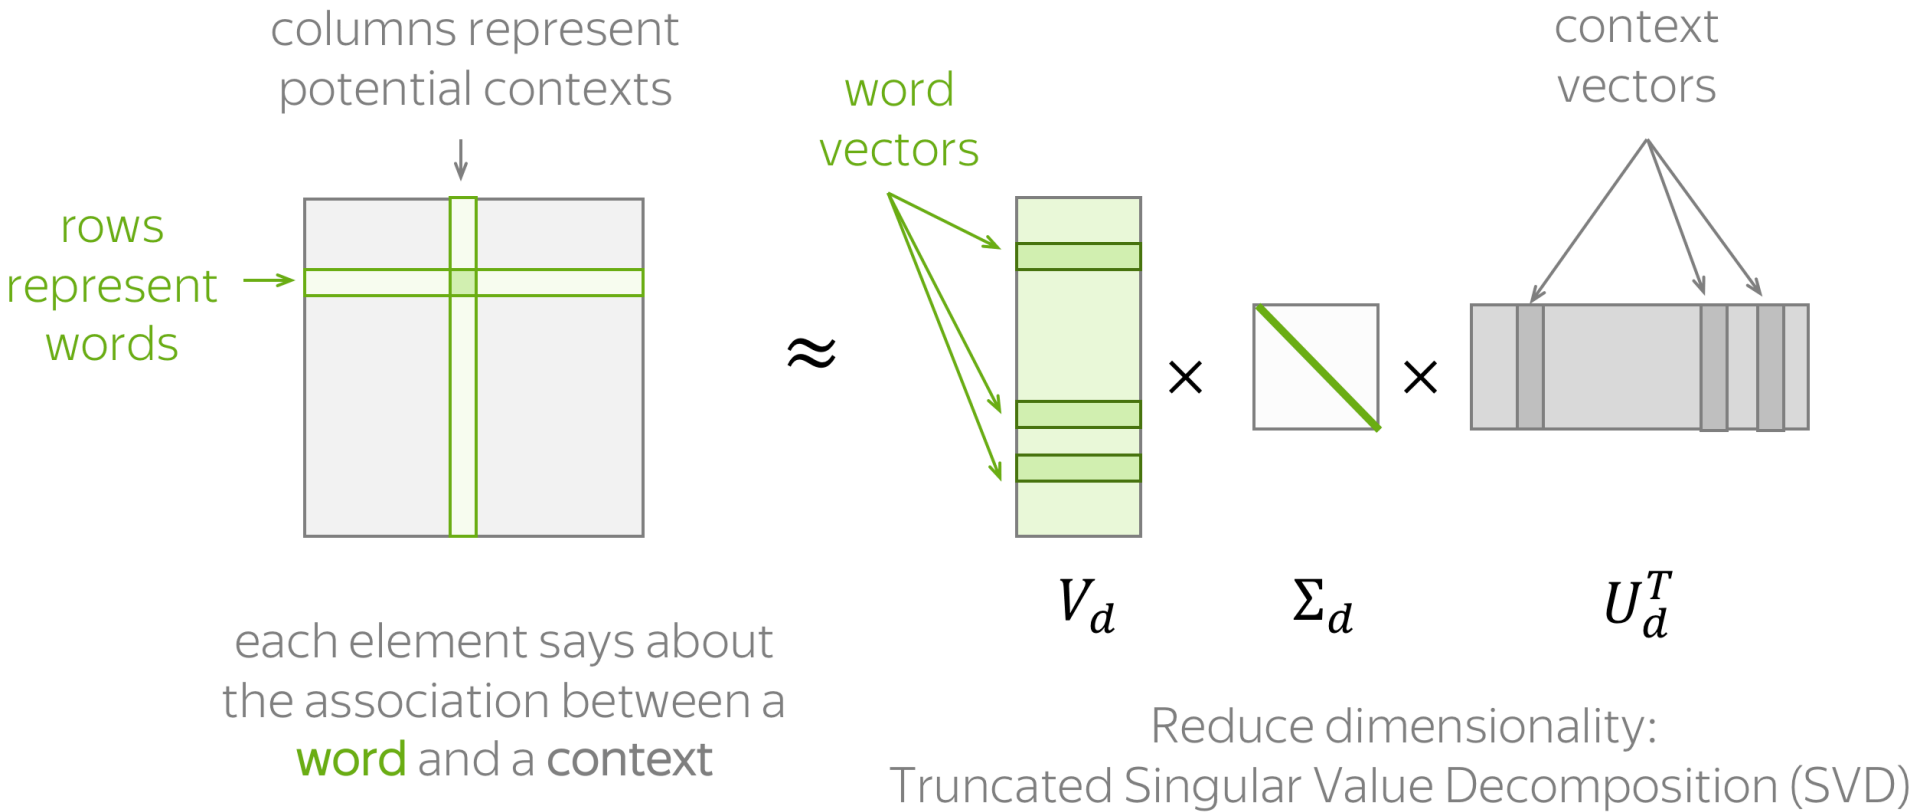 columns represent
potential contexts
rows
represent
words
each element says about
the association between a
word and a context
≈
word
vectors
×
×
context
vectors
V_d
Σ_d
U_d^T
Reduce dimensionality:
Truncated Singular Value Decomposition (SVD)